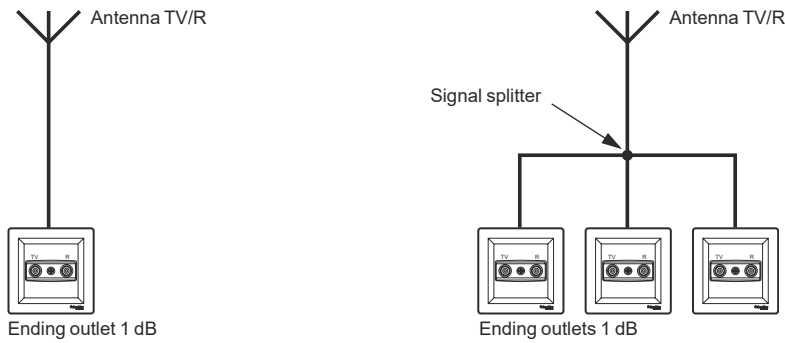 Antenna TV/R
Antenna TV/R
Signal splitter
TV R
TV R
TV R
TV R
Ending outlet 1 dB
Ending outlets 1 dB